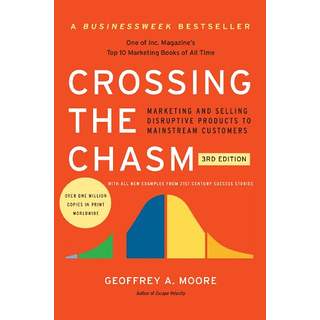 A BUSINESSWEEK BESTSELLER
One of Inc. Magazine's
Top 10 Marketing Books of All Time
CROSSING
THE
CHASM
MARKETING AND SELLING
DISRUPTIVE PRODUCTS TO
MAINSTREAM CUSTOMERS
3RD EDITION
WITH ALL NEW EXAMPLES FROM 21ST-CENTURY SUCCESS STORIES
OVER ONE MILLION
COPIES IN PRINT
WORLDWIDE
GEOFFREY A. MOORE
Author of Escape Velocity